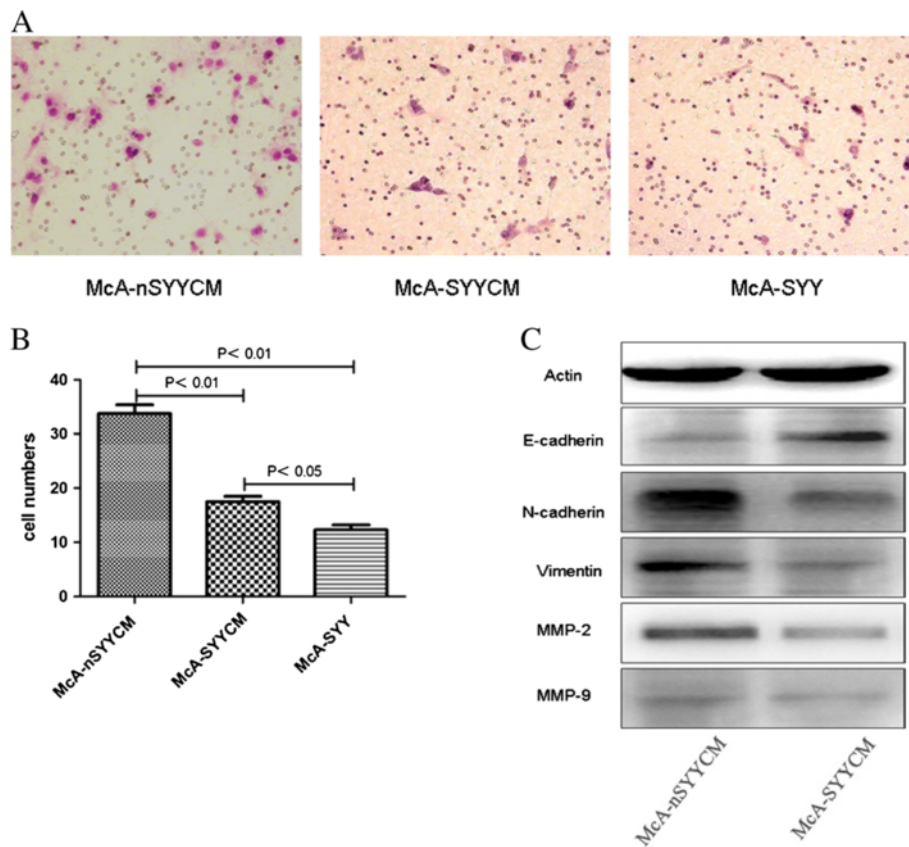 A
McA-nSYYCM
McA-SYYCM
McA-SYY
B
P< 0.01
P< 0.01
P< 0.05
40
30
20
10
0
cell numbers
McA-nSYYCM
McA-SYYCM
McA-SYY
C
Actin
E-cadherin
N-cadherin
Vimentin
MMP-2
MMP-9
McA-nSYYCM
McA-SYYCM